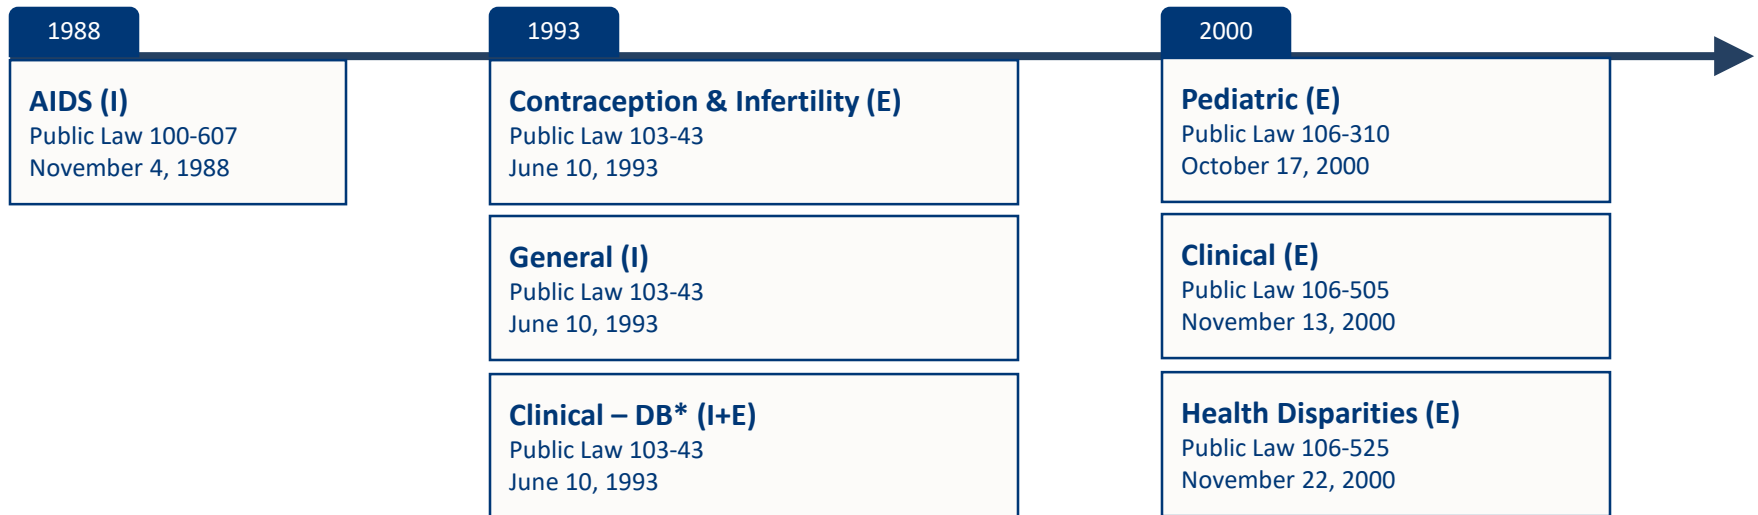 1988
AIDS (I)
Public Law 100-607
November 4, 1988
1993
Contraception & Infertility (E)
Public Law 103-43
June 10, 1993
General (I)
Public Law 103-43
June 10, 1993
Clinical – DB* (I+E)
Public Law 103-43
June 10, 1993
2000
Pediatric (E)
Public Law 106-310
October 17, 2000
Clinical (E)
Public Law 106-505
November 13, 2000
Health Disparities (E)
Public Law 106-525
November 22, 2000